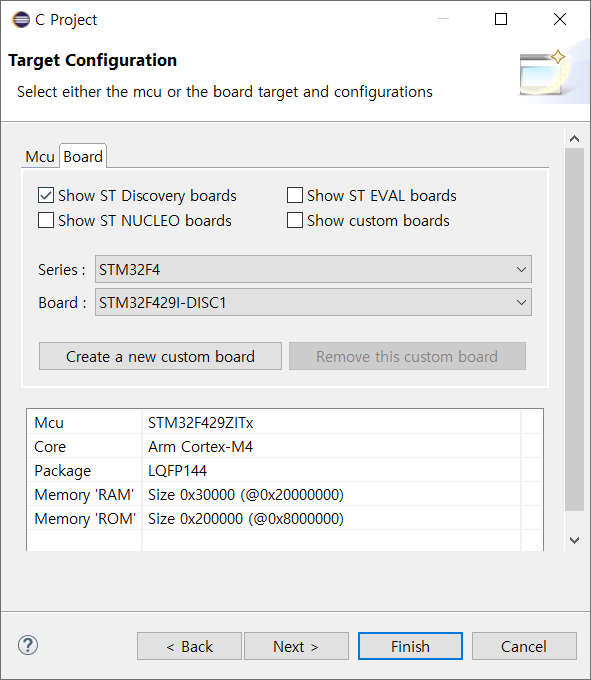 C Project
Target Configuration
Select either the mcu or the board target and configurations
Mcu Board
Show ST Discovery boards Show ST EVAL boards
Show ST NUCLEO boards Show custom boards
Series : STM32F4
Board : STM32F429I-DISC1
Create a new custom board Remove this custom board
Mcu STM32F429ZITx
Core Arm Cortex-M4
Package LQFP144
Memory 'RAM' Size 0x30000 (@0x20000000)
Memory 'ROM' Size 0x200000 (@0x8000000)
? < Back Next > Finish Cancel